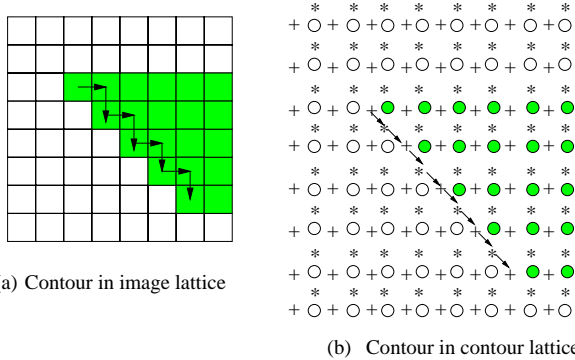 * * * * * * *
+ + + + + + +
* * * * * * *
+ + + + + + +
* * * * * * *
+ + + + + + +
* * * * * * *
+ + + + + + +
* * * * * * *
+ + + + + + +
* * * * * * *
+ + + + + + +
* * * * * * *
+ + + + + + +
* * * * * * *
+ + + + + + +
a) Contour in image lattice
(b) Contour in contour lattice